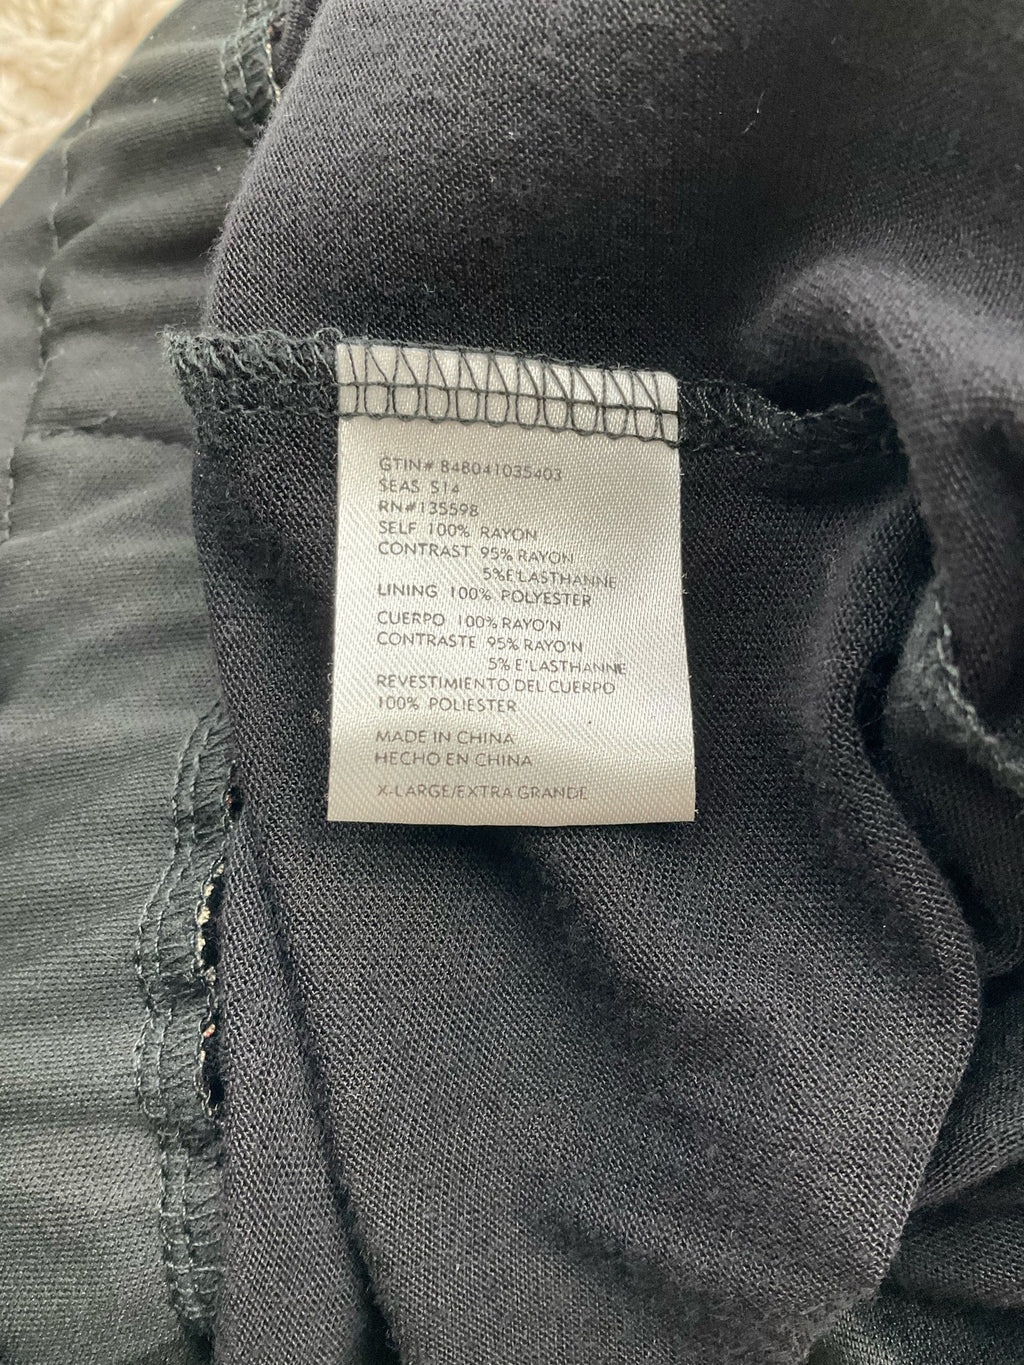 GTIN# 848041035403
SEAS S14
RN#135598
SELF 100% RAYON
CONTRAST 95% RAYON
5%E'LASTHANNE
LINING 100% POLYESTER
CUERPO 100% RAYO'N
CONTRASTE 95% RAYO'N
5% E'LASTHANNE
REVESTIMIENTO DEL CUERPO
100% POLIESTER
MADE IN CHINA
HECHO EN CHINA
X-LARGE/EXTRA GRANDE